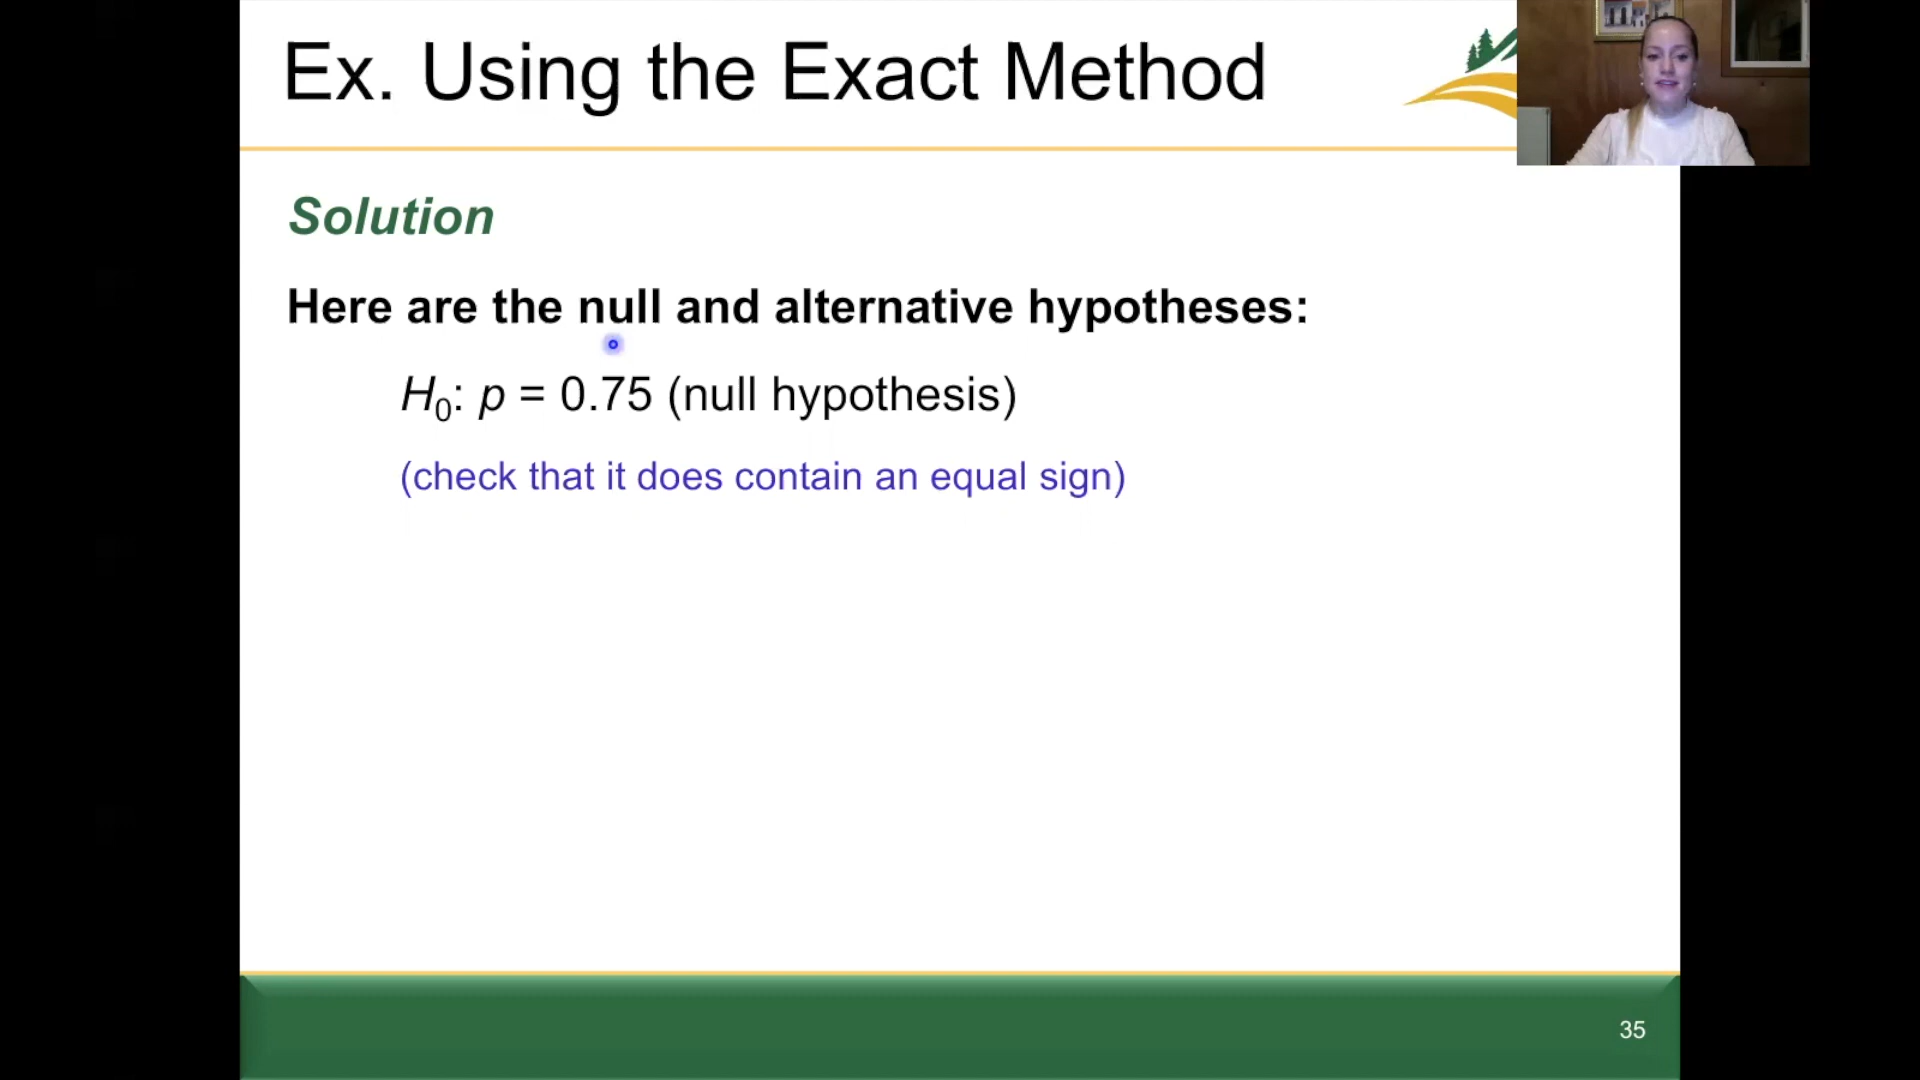 Ex. Using the Exact Method
Solution
Here are the null and alternative hypotheses:
H₀: p = 0.75 (null hypothesis)
(check that it does contain an equal sign)
35